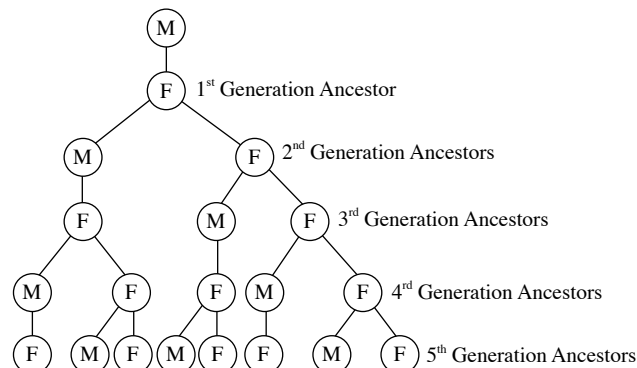 M
F 1st Generation Ancestor
M F 2nd Generation Ancestors
F M F 3rd Generation Ancestors
M F F M F 4rd Generation Ancestors
F M F M F F M F 5th Generation Ancestors